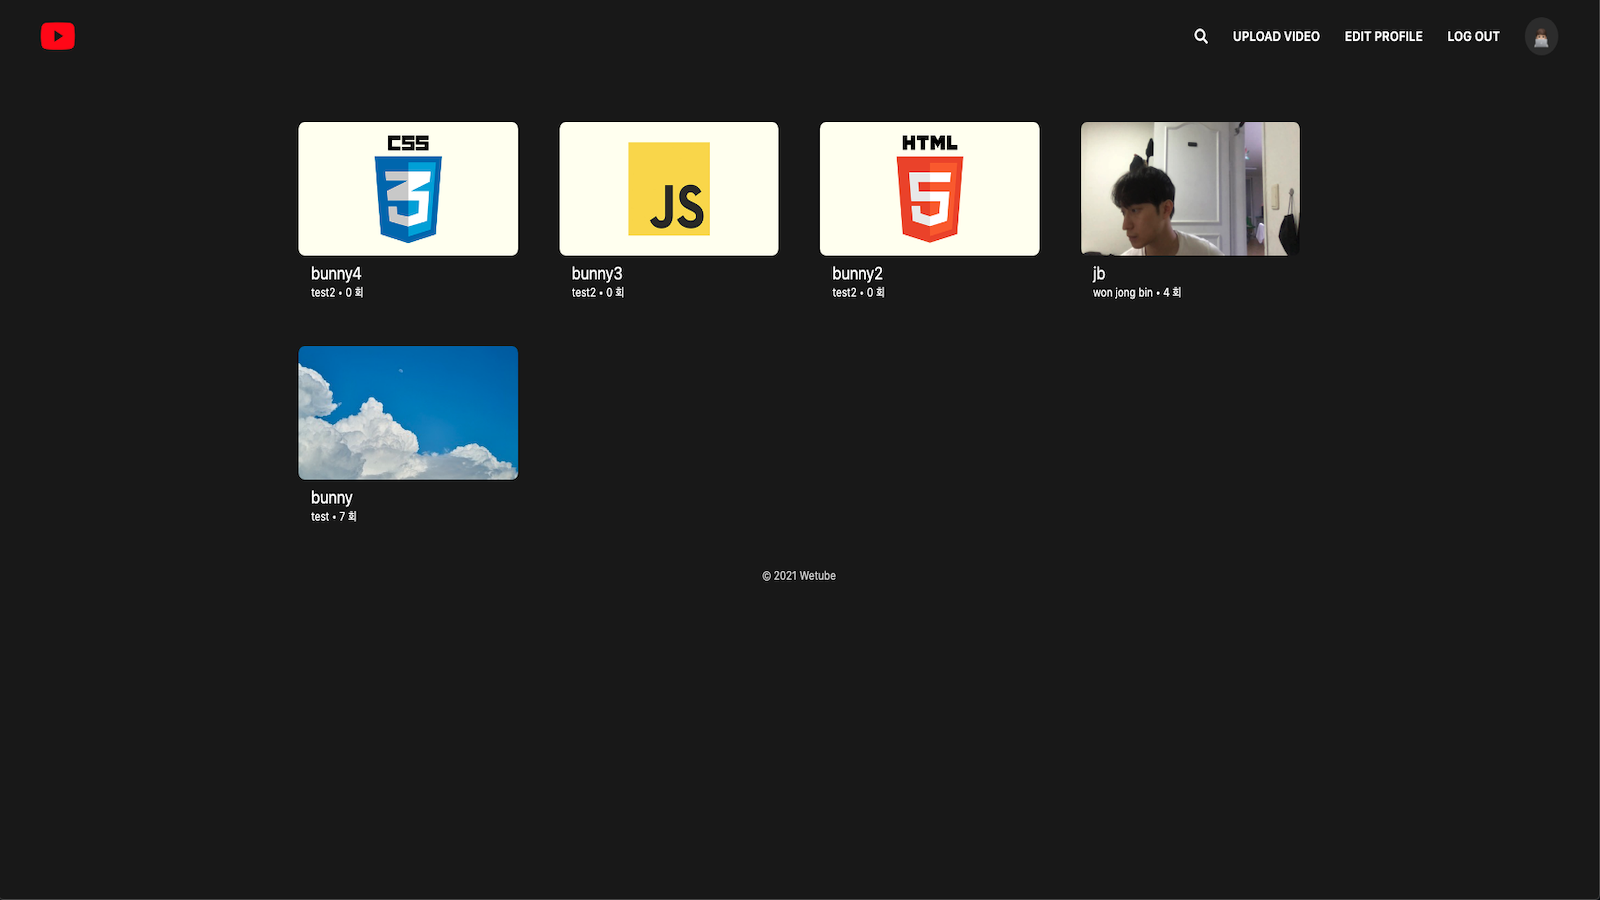 UPLOAD VIDEO
EDIT PROFILE
LOG OUT
CSS
3
JS
HTML
5
bunny4
test2 • 0 회
bunny3
test2 • 0 회
bunny2
test2 • 0 회
jb
won jong bin • 4 회
bunny
test • 7 회
© 2021 Wetube